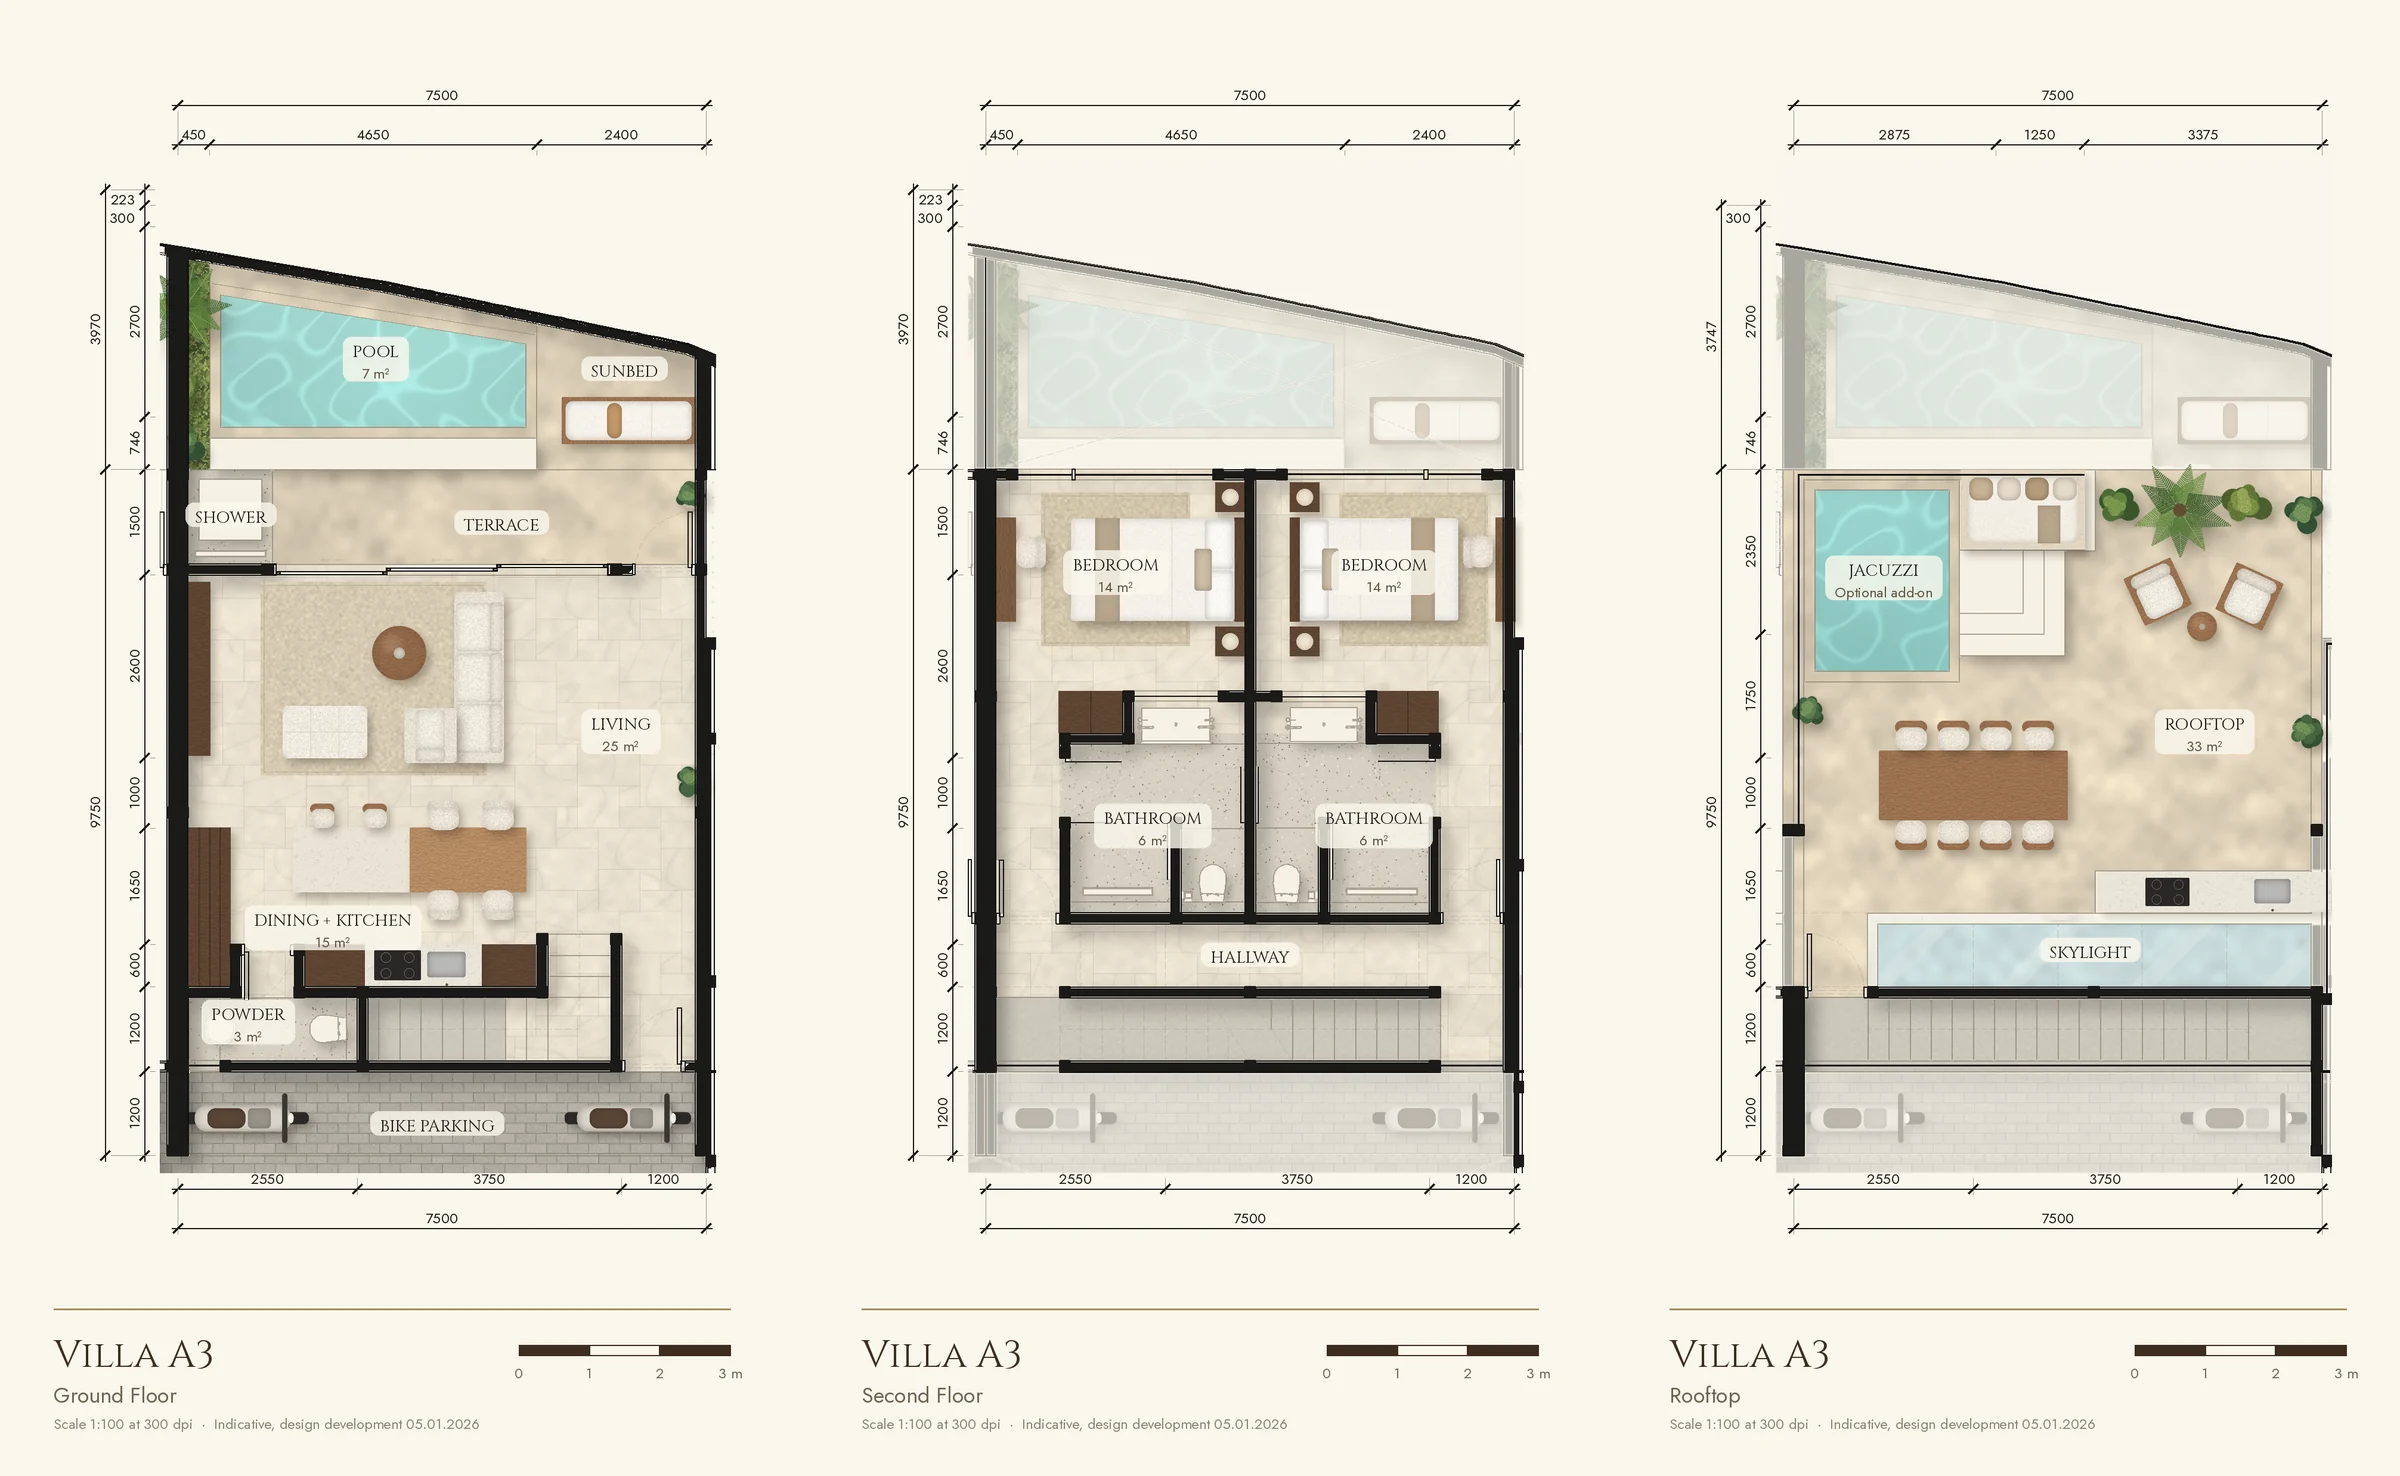 7500
450 4650 2400
223
300
3970
2700
746
1500
2600
9750
1000
1650
600
1200
1200
POOL
7 m²
SUNBED
SHOWER
TERRACE
LIVING
25 m²
DINING + KITCHEN
15 m²
POWDER
3 m²
BIKE PARKING
2550 3750 1200
7500
VILLA A3
Ground Floor
Scale 1:100 at 300 dpi · Indicative, design development 05.01.2026
0 1 2 3 m
7500
450 4650 2400
223
300
3970
2700
746
1500
2600
9750
1000
1650
600
1200
1200
BEDROOM
14 m²
BEDROOM
14 m²
BATHROOM
6 m²
BATHROOM
6 m²
HALLWAY
2550 3750 1200
7500
VILLA A3
Second Floor
Scale 1:100 at 300 dpi · Indicative, design development 05.01.2026
0 1 2 3 m
7500
2875 1250 3375
300
3747
2700
746
2350
1750
9750
1000
1650
600
1200
1200
JACUZZI
Optional add-on
ROOFTOP
33 m²
SKYLIGHT
2550 3750 1200
7500
VILLA A3
Rooftop
Scale 1:100 at 300 dpi · Indicative, design development 05.01.2026
0 1 2 3 m